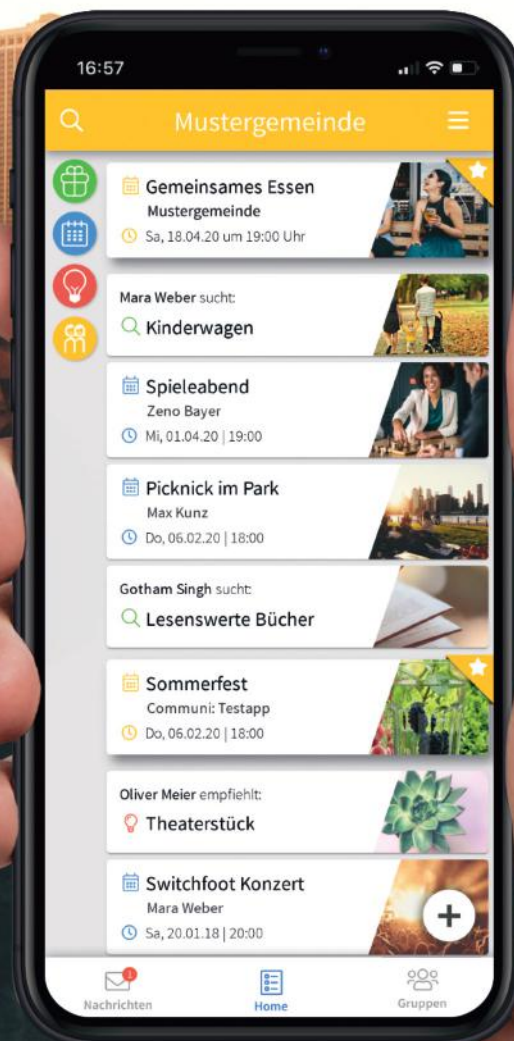 16:57
Mustergemeinde
Gemeinsames Essen
Mustergemeinde
Sa, 18.04.20 um 19:00 Uhr
Mara Weber sucht:
Kinderwagen
Spieleabend
Zeno Bayer
Mi, 01.04.20 | 19:00
Picknick im Park
Max Kunz
Do, 06.02.20 | 18:00
Gotham Singh sucht:
Lesenswerte Bücher
Sommerfest
Communi: Testapp
Do, 06.02.20 | 18:00
Oliver Meier empfiehlt:
Theaterstück
Switchfoot Konzert
Mara Weber
Sa, 20.01.18 | 20:00
+
1
Nachrichten
Home
Gruppen